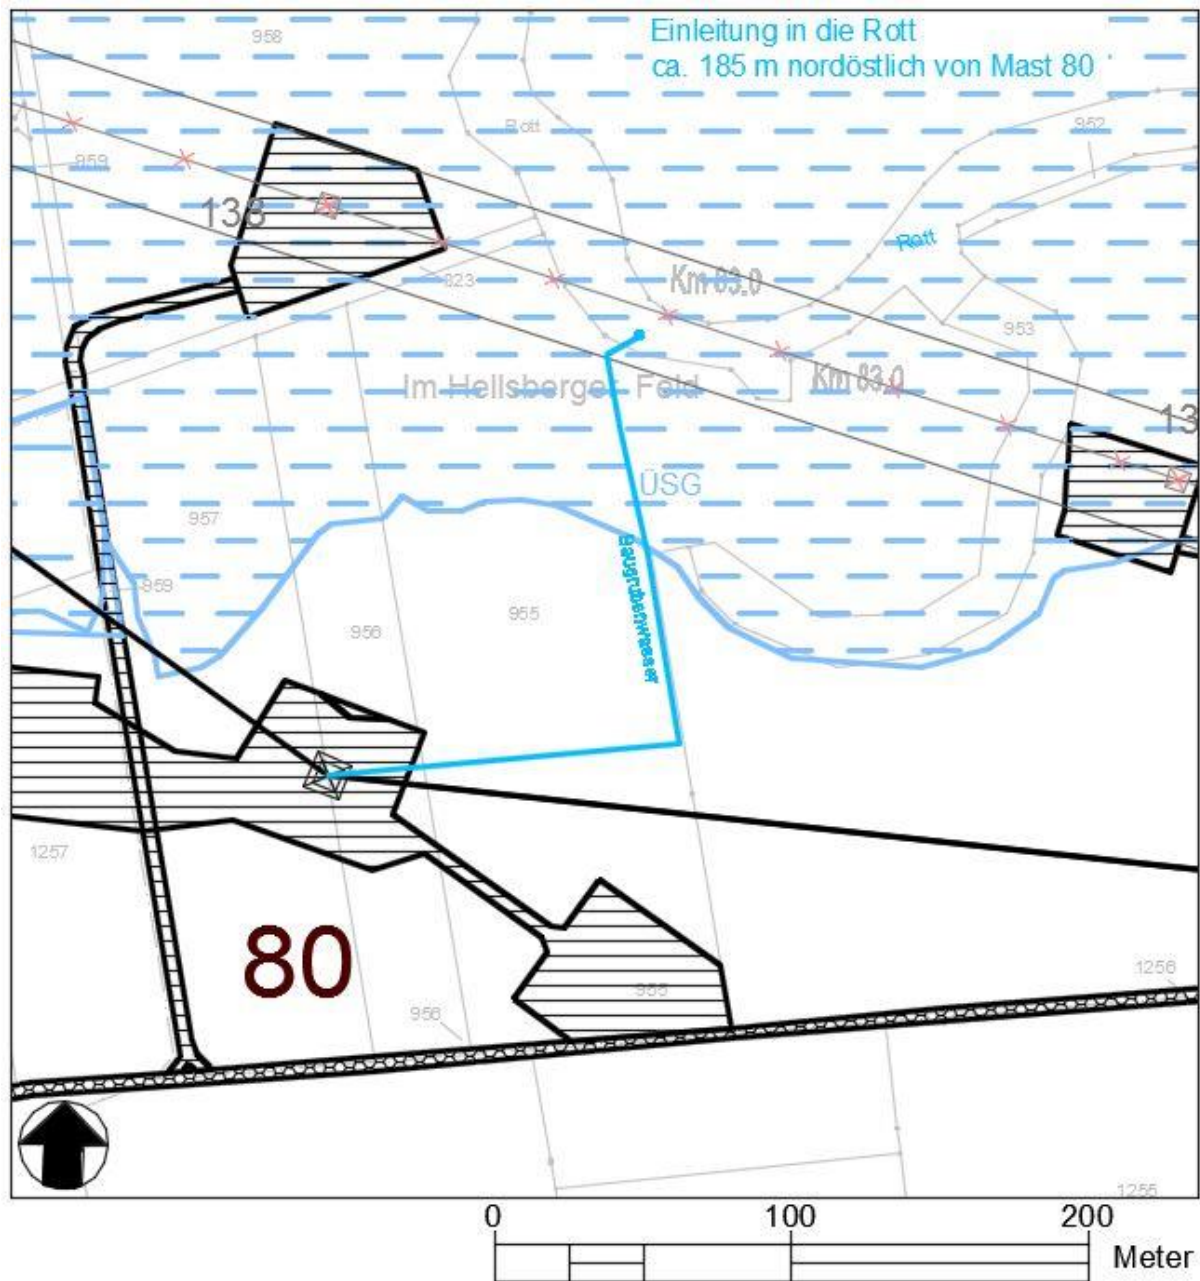 Einleitung in die Rott
ca. 185 m nordöstlich von Mast 80
958
Rott
952
859
138
Rott
Km 83.0
823
953
Im Hellsberger Feld
Km 83.0
13
ÜSG
957
Baugrubenwasser
959
955
956
1257
80
955
1256
956
1255
0 100 200
Meter